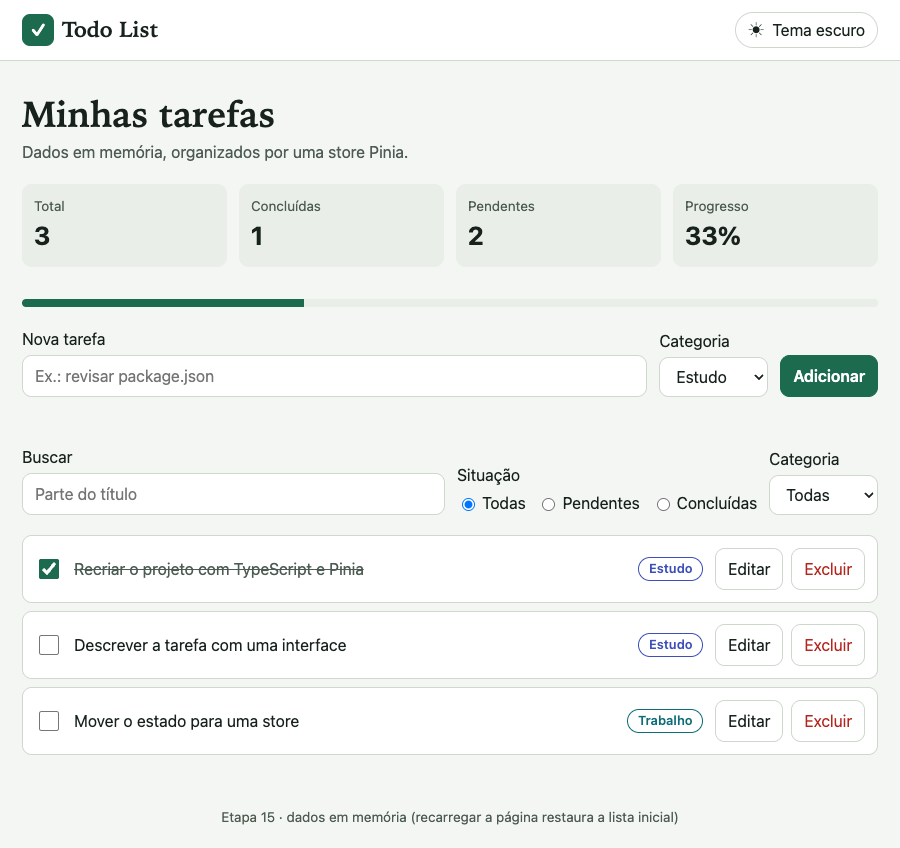 Todo List
Tema escuro
Minhas tarefas
Dados em memória, organizados por uma store Pinia.
Total
3
Concluídas
1
Pendentes
2
Progresso
33%
Nova tarefa
Ex.: revisar package.json
Categoria
Estudo
Adicionar
Buscar
Parte do título
Situação
Todas
Pendentes
Concluídas
Categoria
Todas
Recriar o projeto com TypeScript e Pinia
Estudo
Editar
Excluir
Descrever a tarefa com uma interface
Estudo
Editar
Excluir
Mover o estado para uma store
Trabalho
Editar
Excluir
Etapa 15 · dados em memória (recarregar a página restaura a lista inicial)